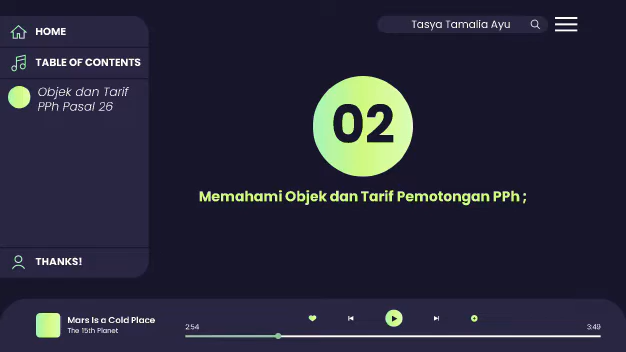 Tasya Tamalia Ayu
HOME
TABLE OF CONTENTS
Objek dan Tarif
PPh Pasal 26
02
Memahami Objek dan Tarif Pemotongan PPh ;
THANKS!
Mars Is a Cold Place
The 15th Planet
2:54
3:49